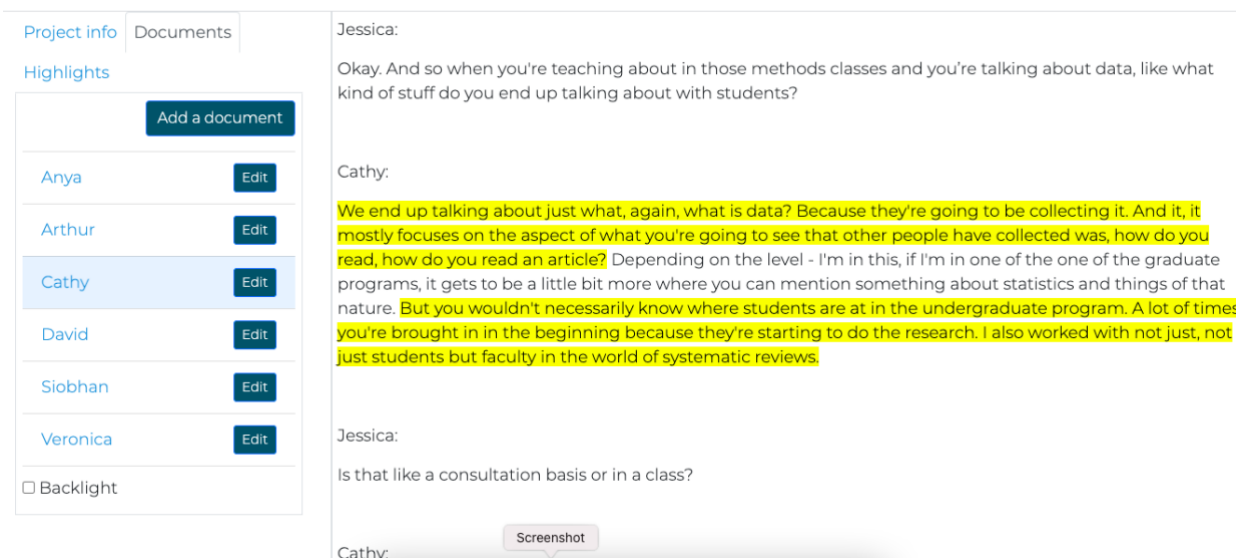 Project info
Documents
Highlights
Add a document
Anya
Edit
Arthur
Edit
Cathy
Edit
David
Edit
Siobhan
Edit
Veronica
Edit
Backlight
Jessica:
Okay. And so when you're teaching about in those methods classes and you’re talking about data, like what
kind of stuff do you end up talking about with students?
Cathy:
We end up talking about just what, again, what is data? Because they're going to be collecting it. And it, it
mostly focuses on the aspect of what you're going to see that other people have collected was, how do you
read, how do you read an article? Depending on the level - I'm in this, if I'm in one of the one of the graduate
programs, it gets to be a little bit more where you can mention something about statistics and things of that
nature. But you wouldn't necessarily know where students are at in the undergraduate program. A lot of times
you're brought in in the beginning because they're starting to do the research. I also worked with not just, not
just students but faculty in the world of systematic reviews.
Jessica:
Is that like a consultation basis or in a class?
Screenshot
Cathy: